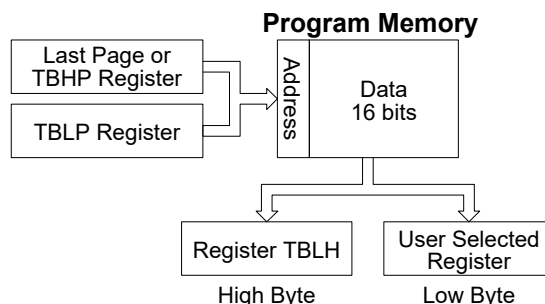 Program Memory
Last Page or
TBHP Register
TBLP Register
Address
Data
16 bits
Register TBLH
User Selected
Register
High Byte
Low Byte